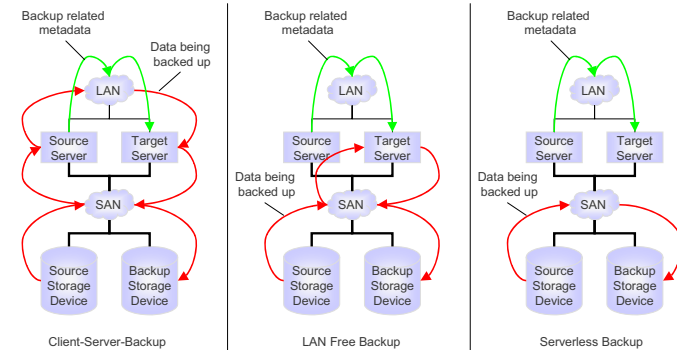 Backup related
metadata
Data being
backed up
LAN
Source
Server
Target
Server
SAN
Source
Storage
Device
Backup
Storage
Device
Client-Server-Backup
Backup related
metadata
LAN
Source
Server
Target
Server
Data being
backed up
SAN
Source
Storage
Device
Backup
Storage
Device
LAN Free Backup
Backup related
metadata
LAN
Source
Server
Target
Server
Data being
backed up
SAN
Source
Storage
Device
Backup
Storage
Device
Serverless Backup